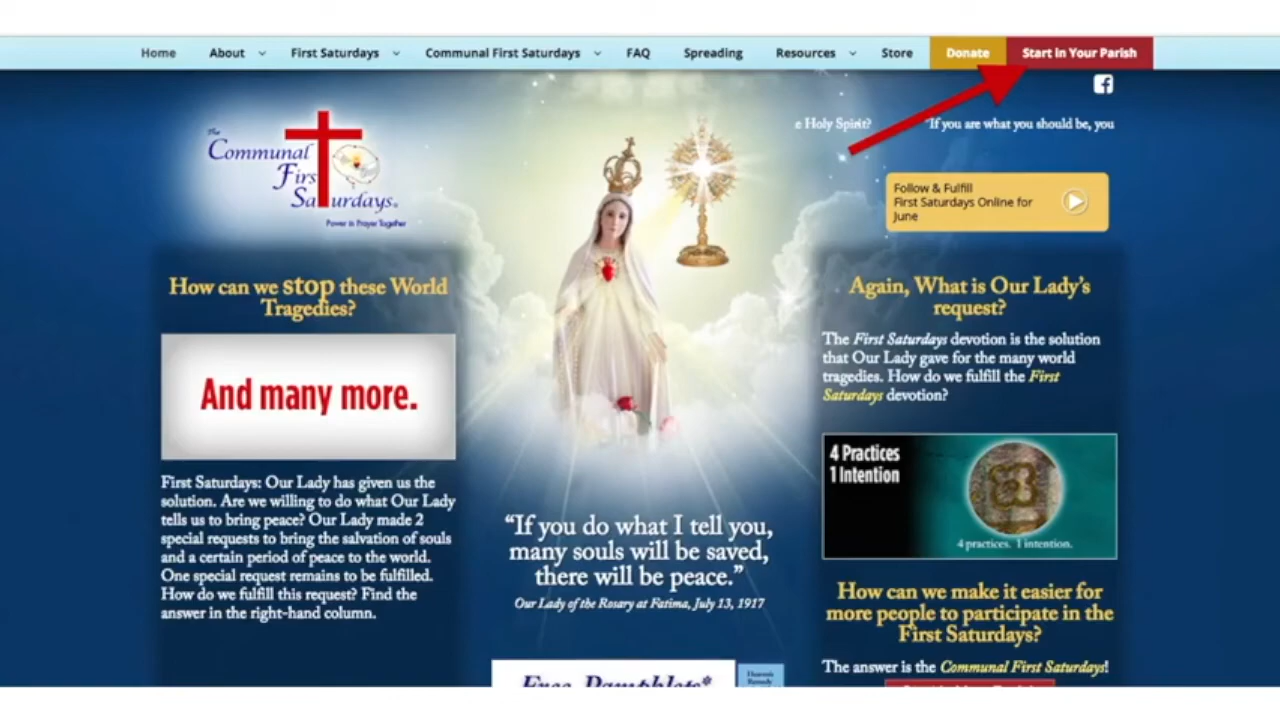 Home About First Saturdays Communal First Saturdays FAQ Spreading Resources Store Donate Start in Your Parish
e Holy Spirit? "If you are what you should be, you
The
Communal
First
Saturdays.
Power in Prayer Together
Follow & Fulfill
First Saturdays Online for
June
How can we stop these World
Tragedies?
And many more.
First Saturdays: Our Lady has given us the
solution. Are we willing to do what Our Lady
tells us to bring peace? Our Lady made 2
special requests to bring the salvation of souls
and a certain period of peace to the world.
One special request remains to be fulfilled.
How do we fulfill this request? Find the
answer in the right-hand column.
"If you do what I tell you,
many souls will be saved,
there will be peace."
Our Lady of the Rosary at Fatima, July 13, 1917
Free Pamphlets*
Heaven's
Remedy
Again, What is Our Lady's
request?
The First Saturdays devotion is the solution
that Our Lady gave for the many world
tragedies. How do we fulfill the First
Saturdays devotion?
4 Practices
1 Intention
4 practices. 1 intention.
How can we make it easier for
more people to participate in the
First Saturdays?
The answer is the Communal First Saturdays!